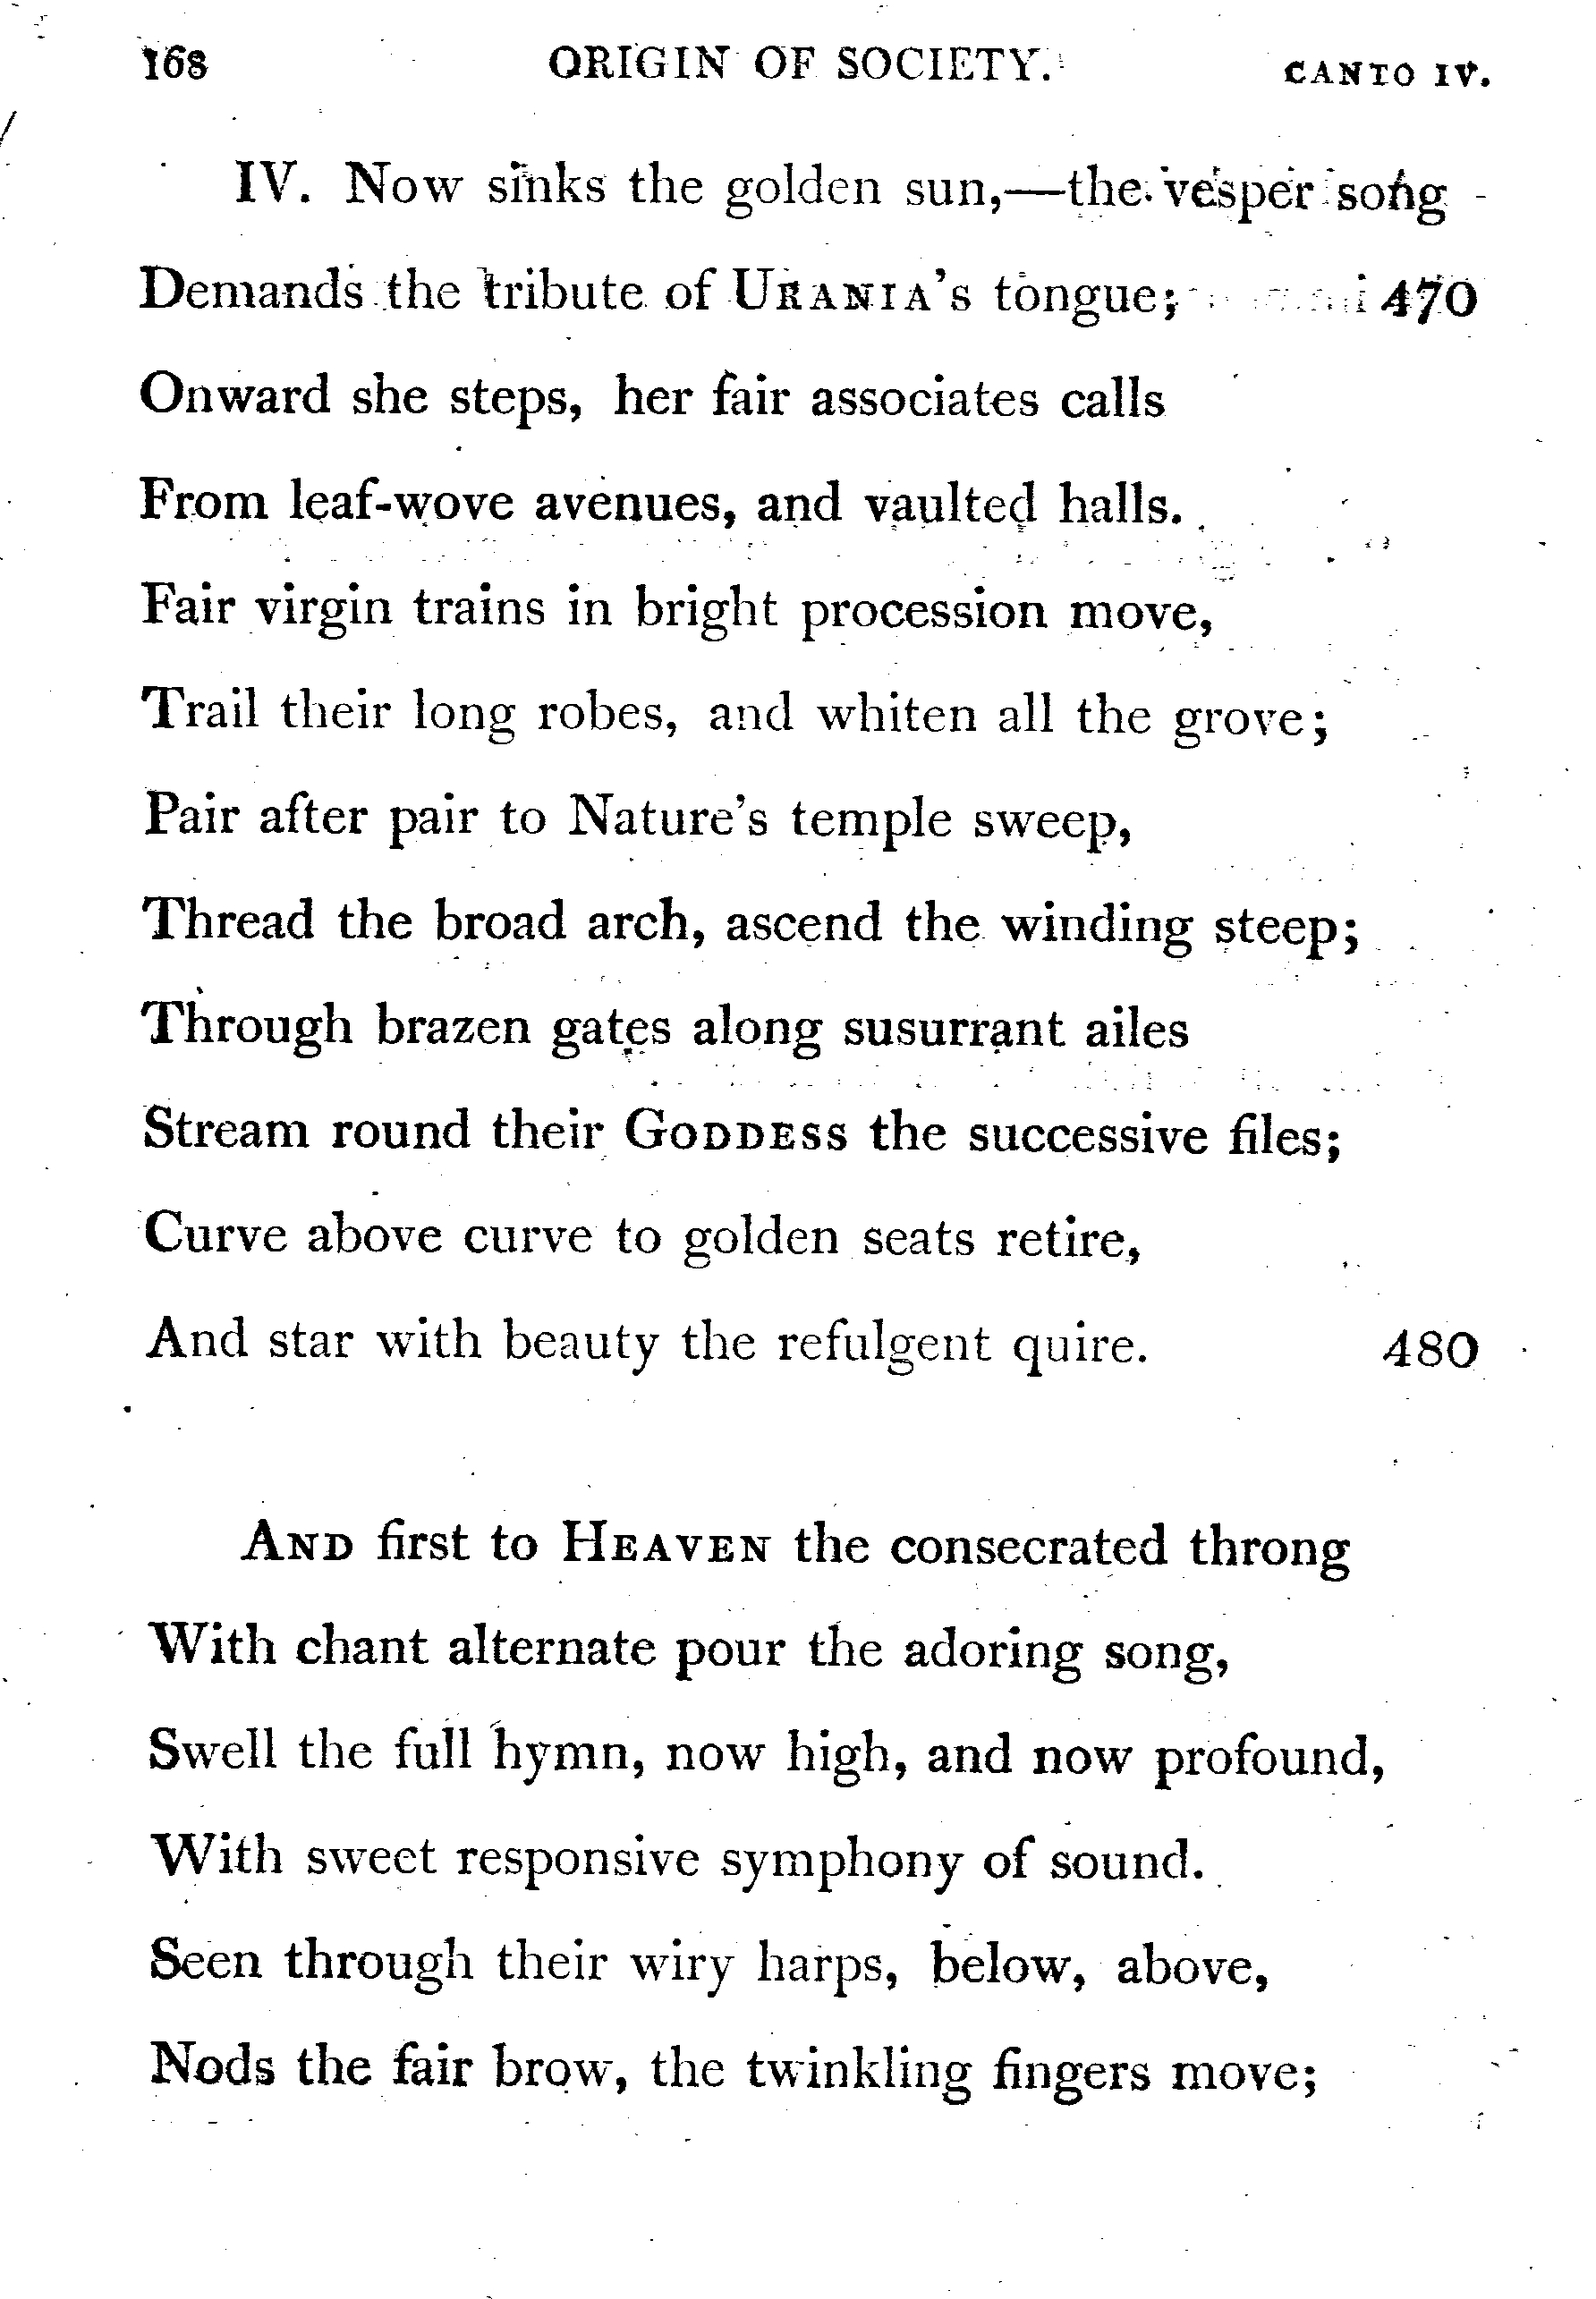 168 ORIGIN OF SOCIETY. CANTO IV.
IV. Now sinks the golden sun,—the vesper song
Demands the tribute of URANIA's tongue; 470
Onward she steps, her fair associates calls
From leaf-wove avenues, and vaulted halls.
Fair virgin trains in bright procession move,
Trail their long robes, and whiten all the grove;
Pair after pair to Nature's temple sweep,
Thread the broad arch, ascend the winding steep;
Through brazen gates along susurrant ailes
Stream round their GODDESS the successive files;
Curve above curve to golden seats retire,
And star with beauty the refulgent quire. 480
AND first to HEAVEN the consecrated throng
With chant alternate pour the adoring song,
Swell the full hymn, now high, and now profound,
With sweet responsive symphony of sound.
Seen through their wiry harps, below, above,
Nods the fair brow, the twinkling fingers move;